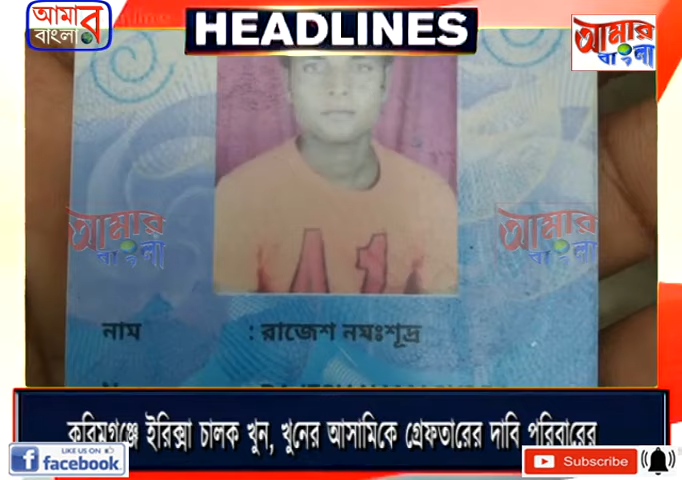 আমার
বাংলা
HEADLINES
আমার
বাংলা
আমার
বাংলা
আমার
বাংলা
নাম : রাজেশ নমঃশূদ্র
করিমগঞ্জে ইরিক্সা চালক খুন, খুনের আসামিকে গ্রেফতারের দাবি পরিবারের
LIKE US ON
facebook.
Subscribe